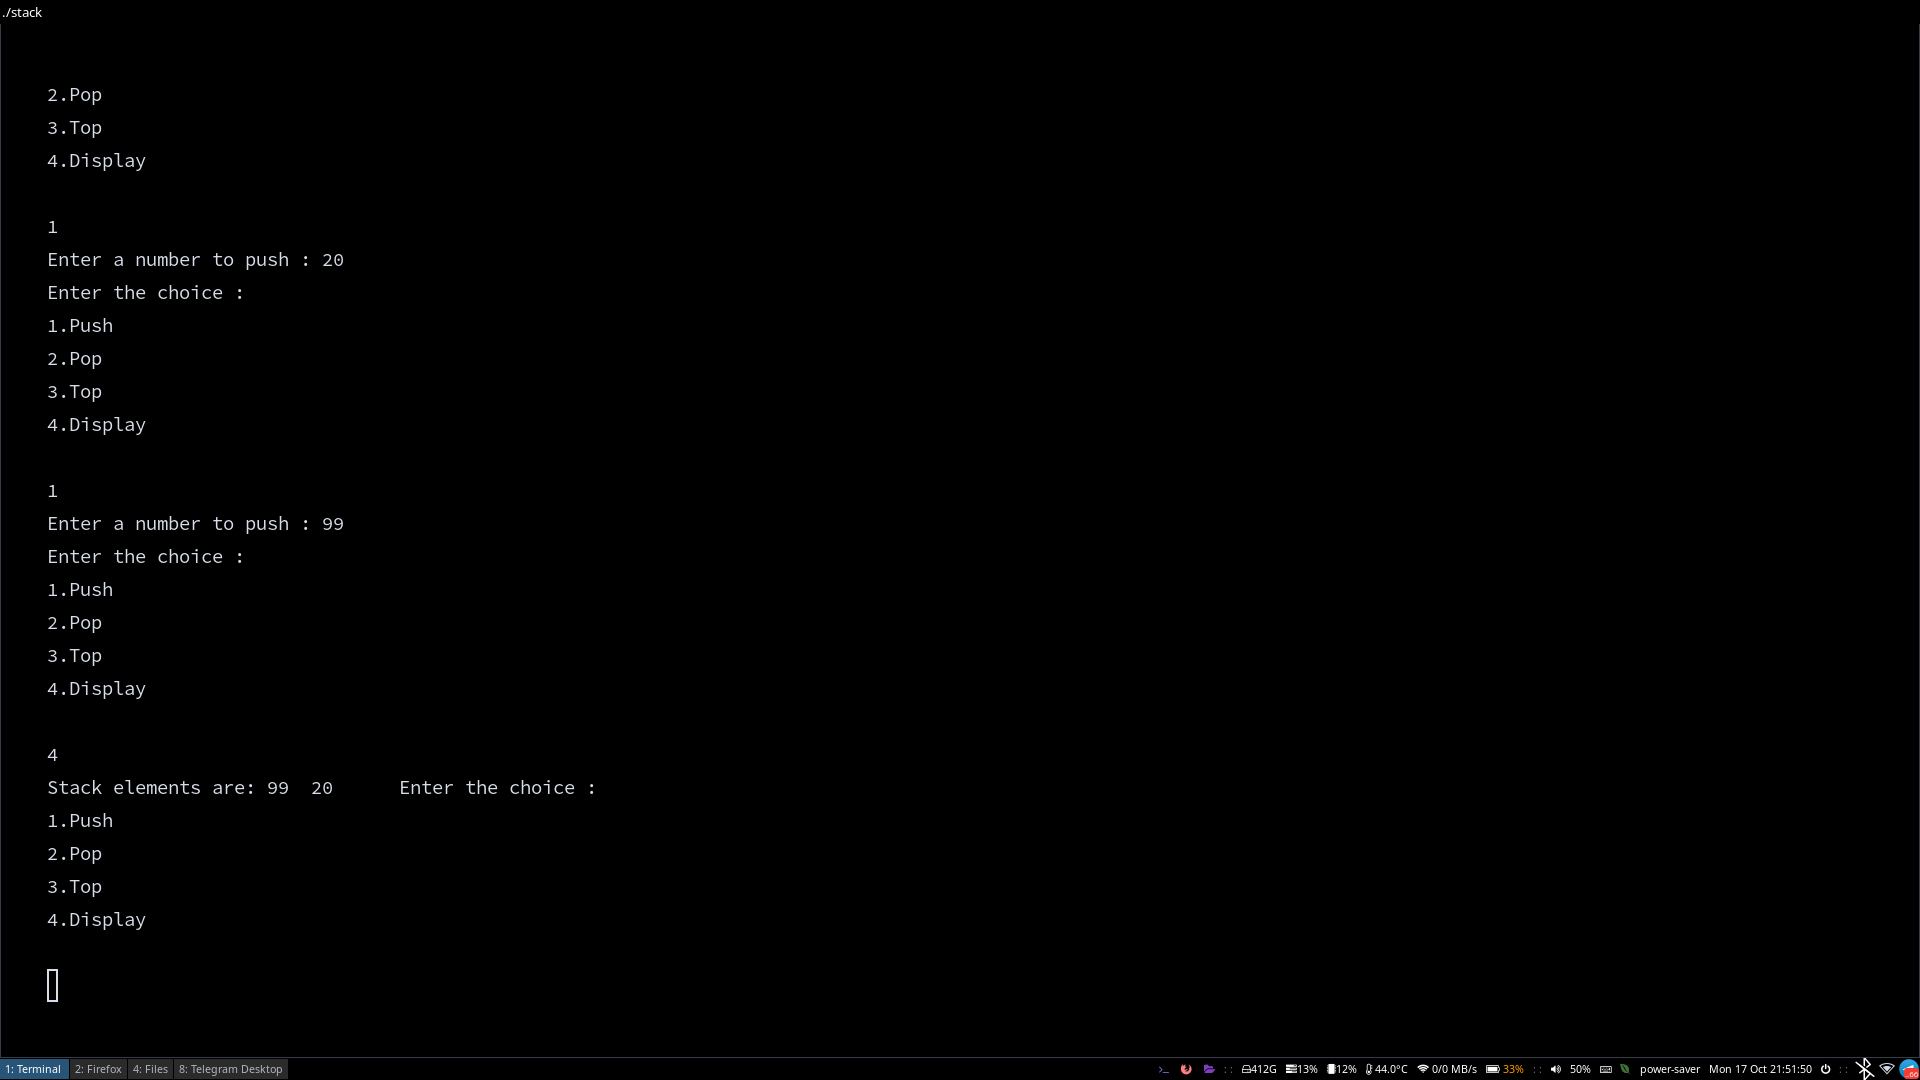 ./stack
2.Pop
3.Top
4.Display
1
Enter a number to push : 20
Enter the choice :
1.Push
2.Pop
3.Top
4.Display
1
Enter a number to push : 99
Enter the choice :
1.Push
2.Pop
3.Top
4.Display
4
Stack elements are: 99  20      Enter the choice :
1.Push
2.Pop
3.Top
4.Display
1: Terminal 2: Firefox 4: Files 8: Telegram Desktop >_ :: 412G 13% 12% 44.0°C 0/0 MB/s 33% :: 50% power-saver Mon 17 Oct 21:51:50 ::